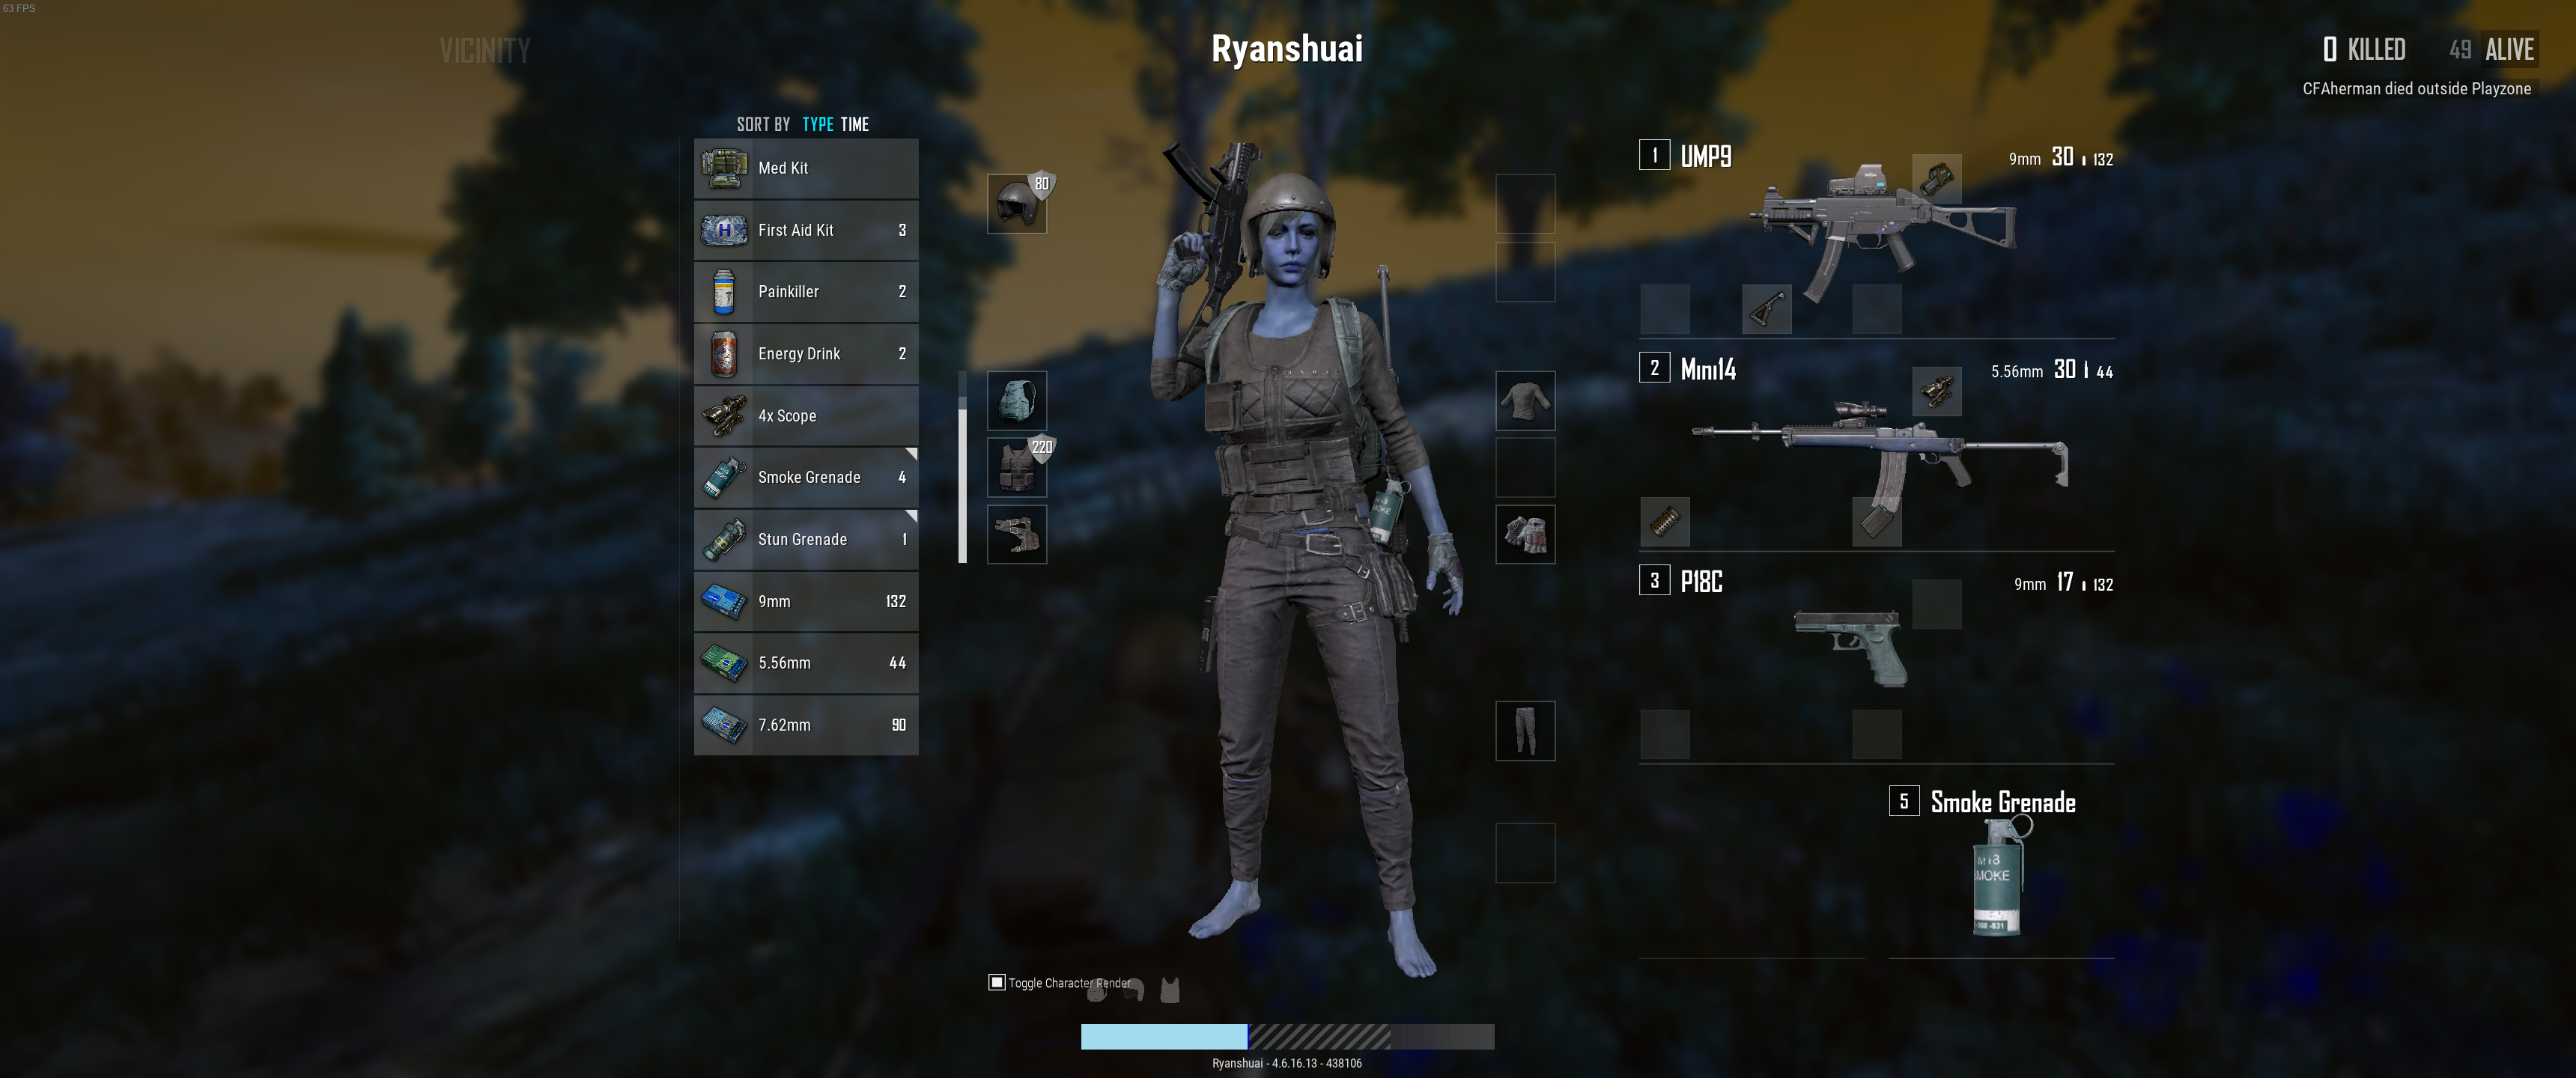 63 FPS
VICINITY
Ryanshuai
0 KILLED 49 ALIVE
CFAherman died outside Playzone
SORT BY TYPE TIME
Med Kit
First Aid Kit 3
Painkiller 2
Energy Drink 2
4x Scope
Smoke Grenade 4
Stun Grenade 1
9mm 132
5.56mm 44
7.62mm 90
80
220
1 UMP9 9mm 30 132
2 Mini14 5.56mm 30 44
3 P18C 9mm 17 132
5 Smoke Grenade
M18
SMOKE
Toggle Character Render
Ryanshuai - 4.6.16.13 - 438106